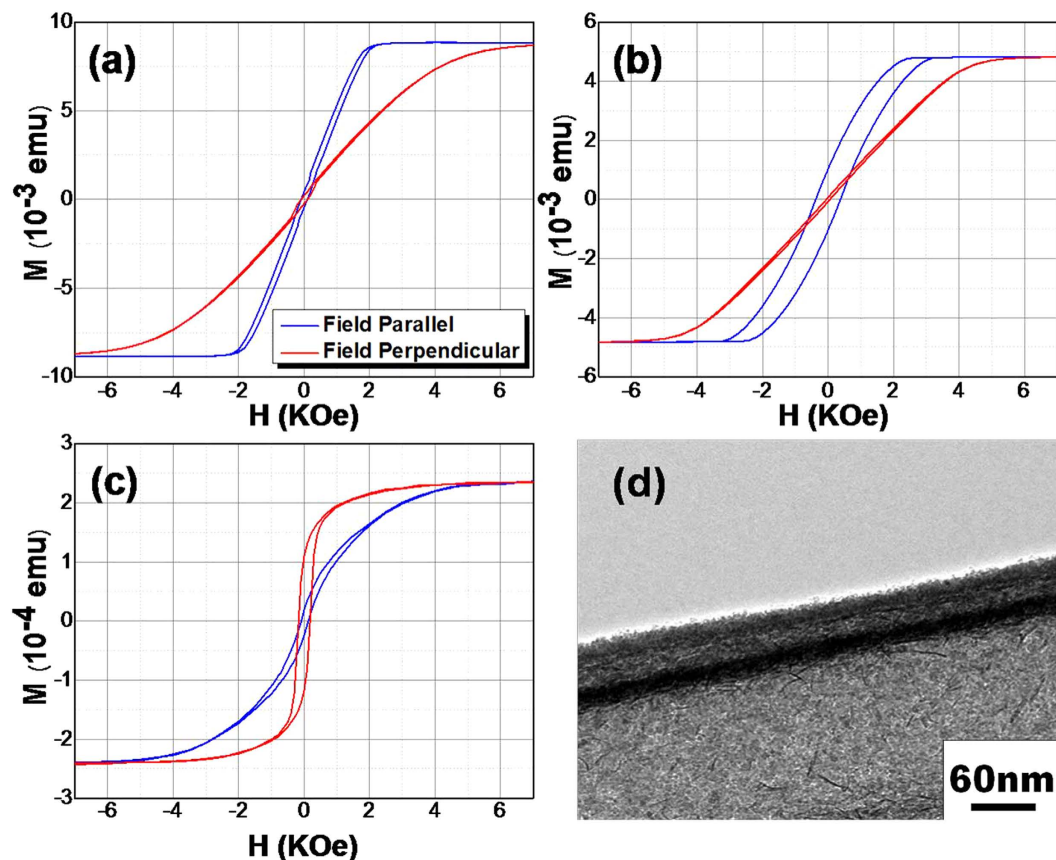 (a)
M (10⁻³ emu)
10
5
0
-5
-10
-6 -4 -2 0 2 4 6
H (KOe)
Field Parallel
Field Perpendicular
(b)
M (10⁻³ emu)
6
4
2
0
-2
-4
-6
-6 -4 -2 0 2 4 6
H (KOe)
(c)
M (10⁻⁴ emu)
3
2
1
0
-1
-2
-3
-6 -4 -2 0 2 4 6
H (KOe)
(d)
60nm